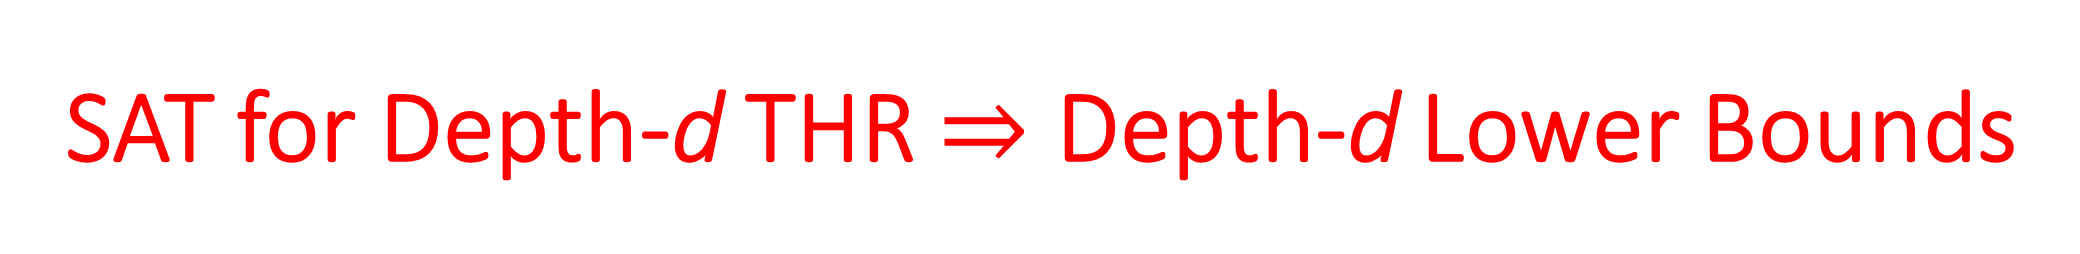 SAT for Depth-d THR ⇒ Depth-d Lower Bounds